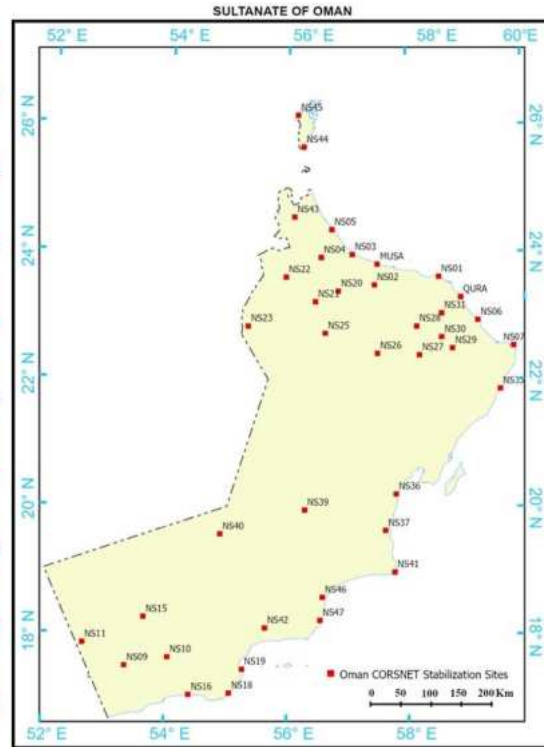 SULTANATE OF OMAN
52° E 54° E 56° E 58° E 60° E
26° N 26° N
NS45
NS44
NS43
NS05
24° N 24° N
NS04 NS03
MUSA
NS22 NS20 NS02 NS01
NS21 QURA
NS31
NS23 NS25 NS28 NS06
NS30
NS26 NS27 NS29 NS07
22° N 22° N
NS35
NS36
20° N NS39 20° N
NS40 NS37
NS41
NS46
NS15 NS47
18° N NS11 NS42 18° N
NS09 NS10
NS19
NS16 NS18
Oman CORSNET Stabilization Sites
0 50 100 150 200 Km
52° E 54° E 56° E 58° E 60° E